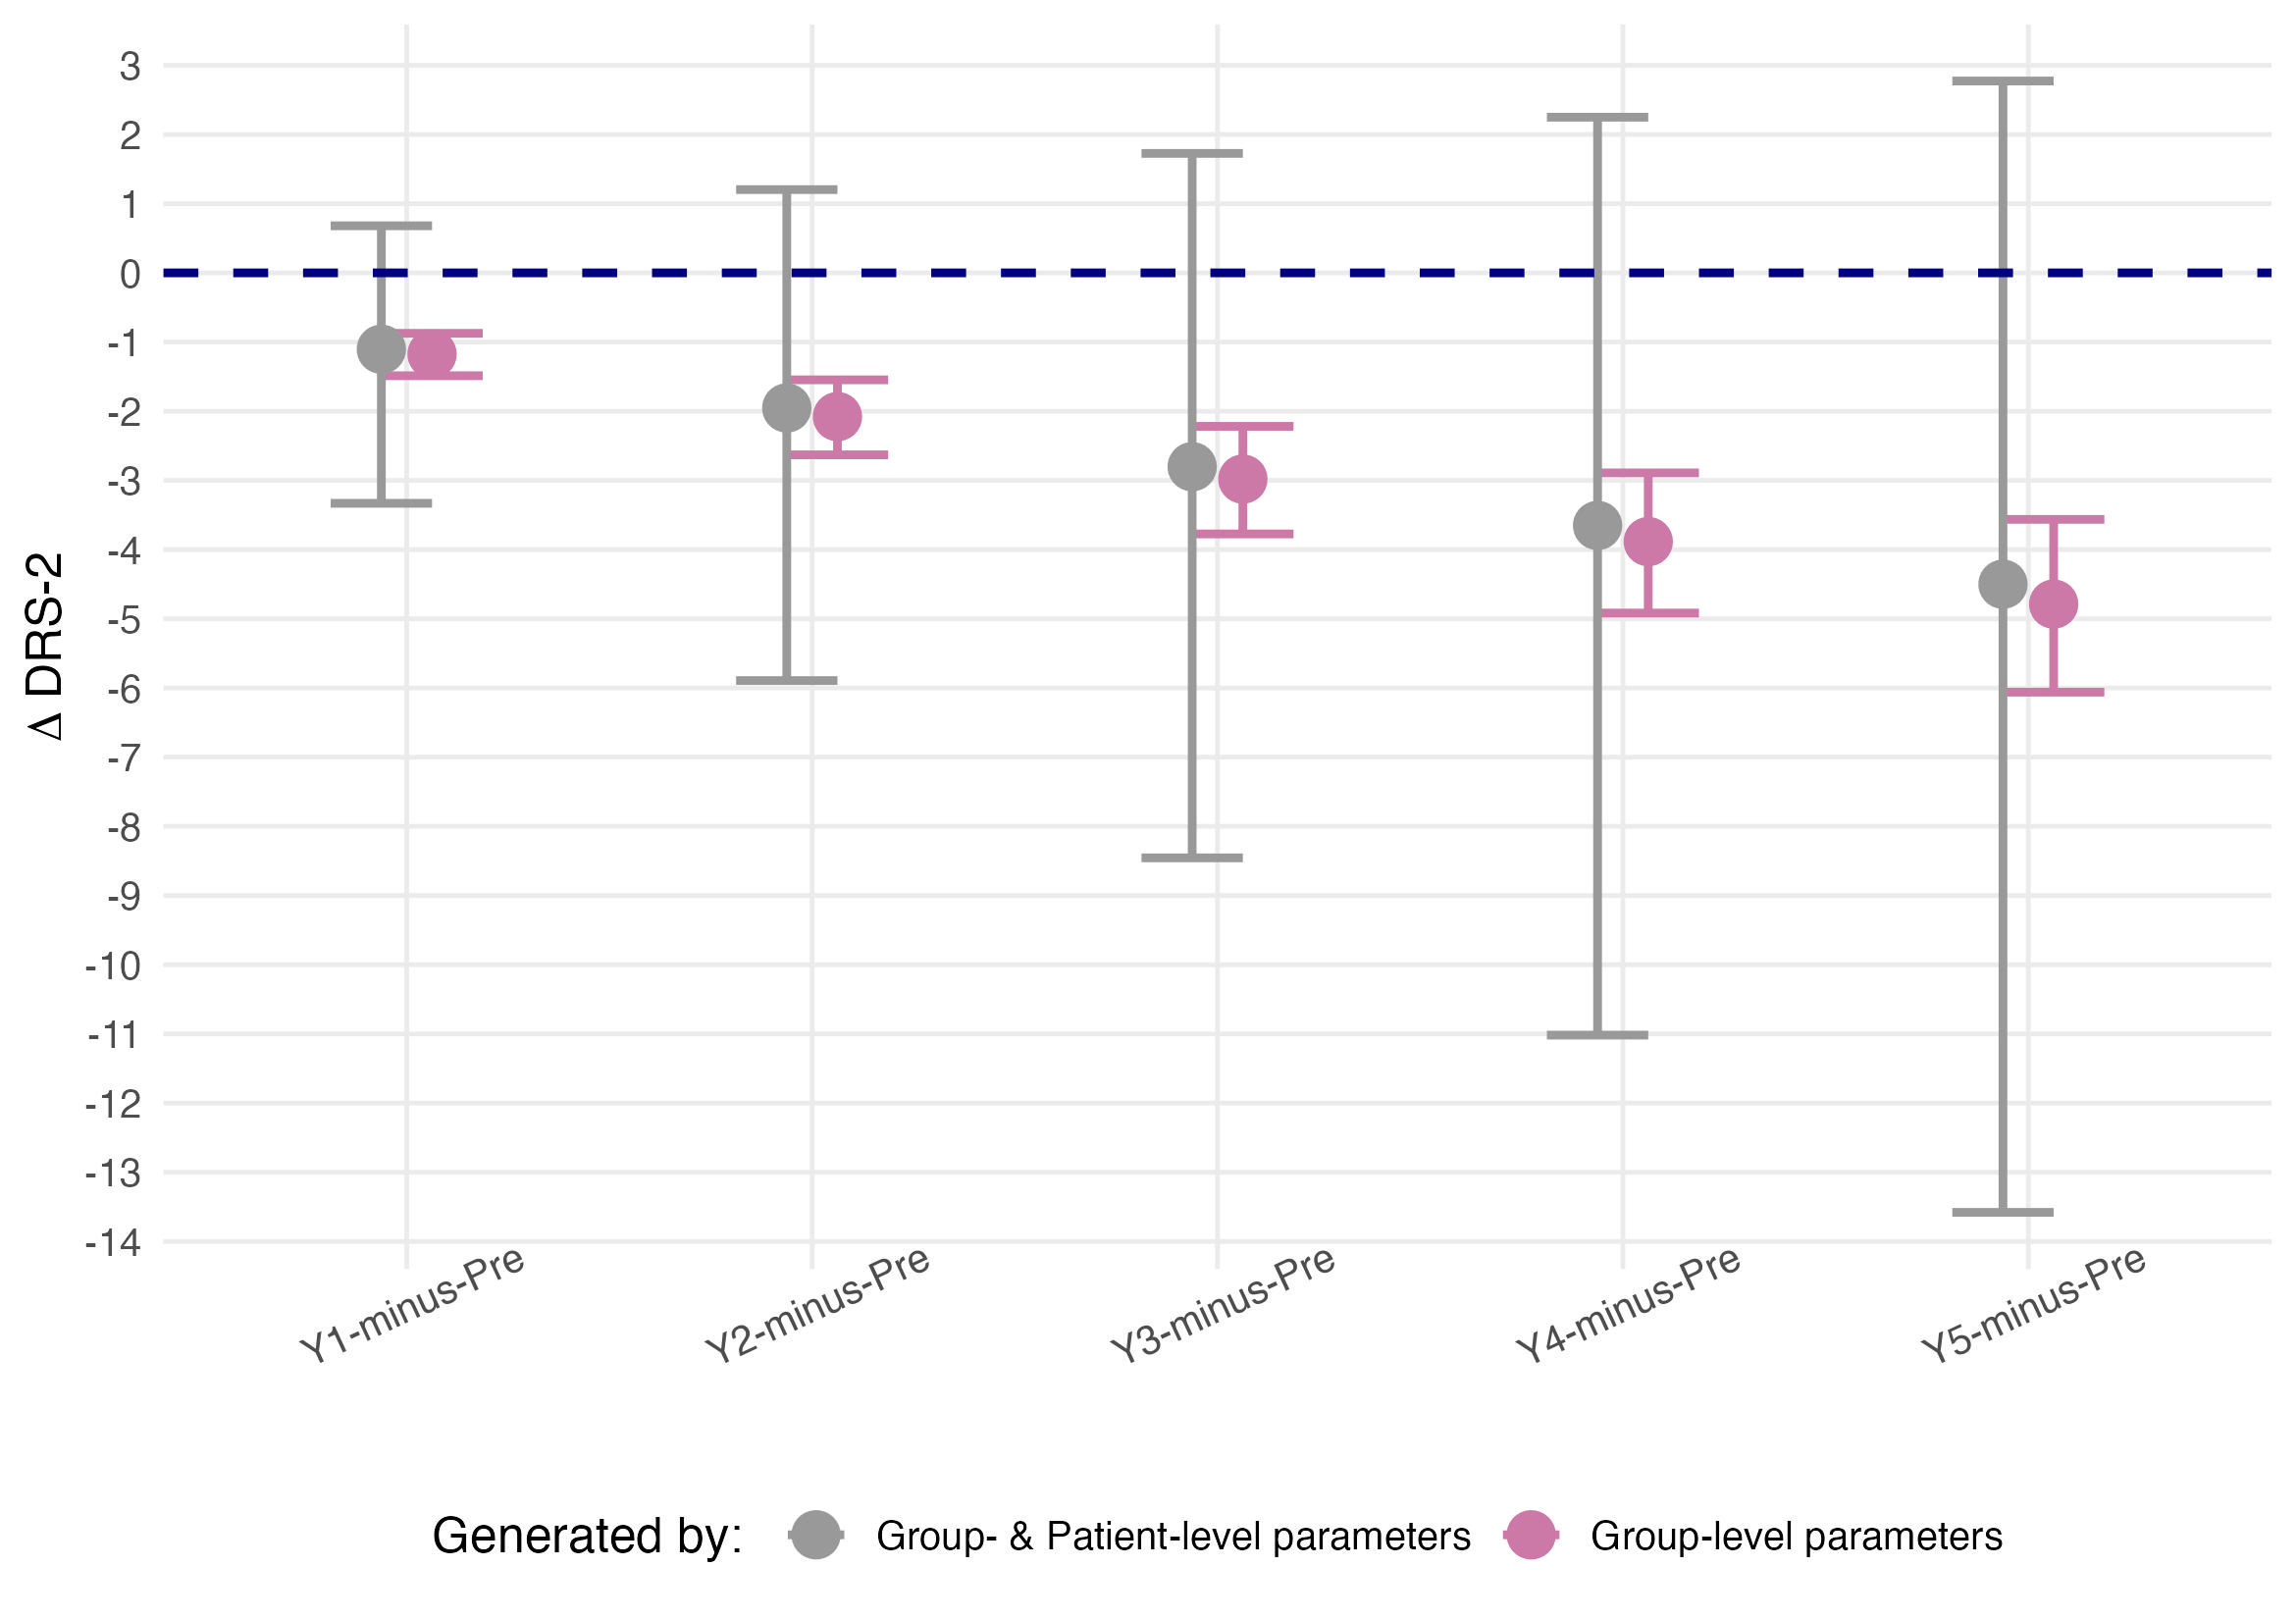 3
2
1
0
-1
-2
-3
-4
-5
-6
-7
-8
-9
-10
-11
-12
-13
-14
Δ DRS-2
Y1-minus-Pre
Y2-minus-Pre
Y3-minus-Pre
Y4-minus-Pre
Y5-minus-Pre
Generated by: Group- & Patient-level parameters Group-level parameters